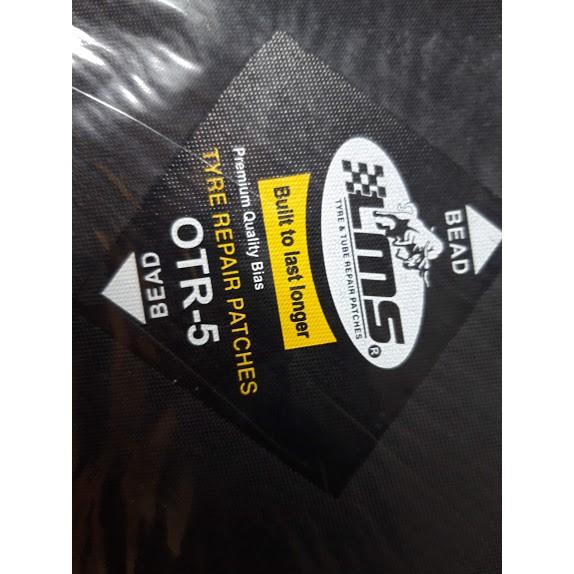 BEAD
LMS®
TYRE & TUBE REPAIR PATCHES
Built to last longer
Premium Quality Bias
TYRE REPAIR PATCHES
OTR-5
BEAD